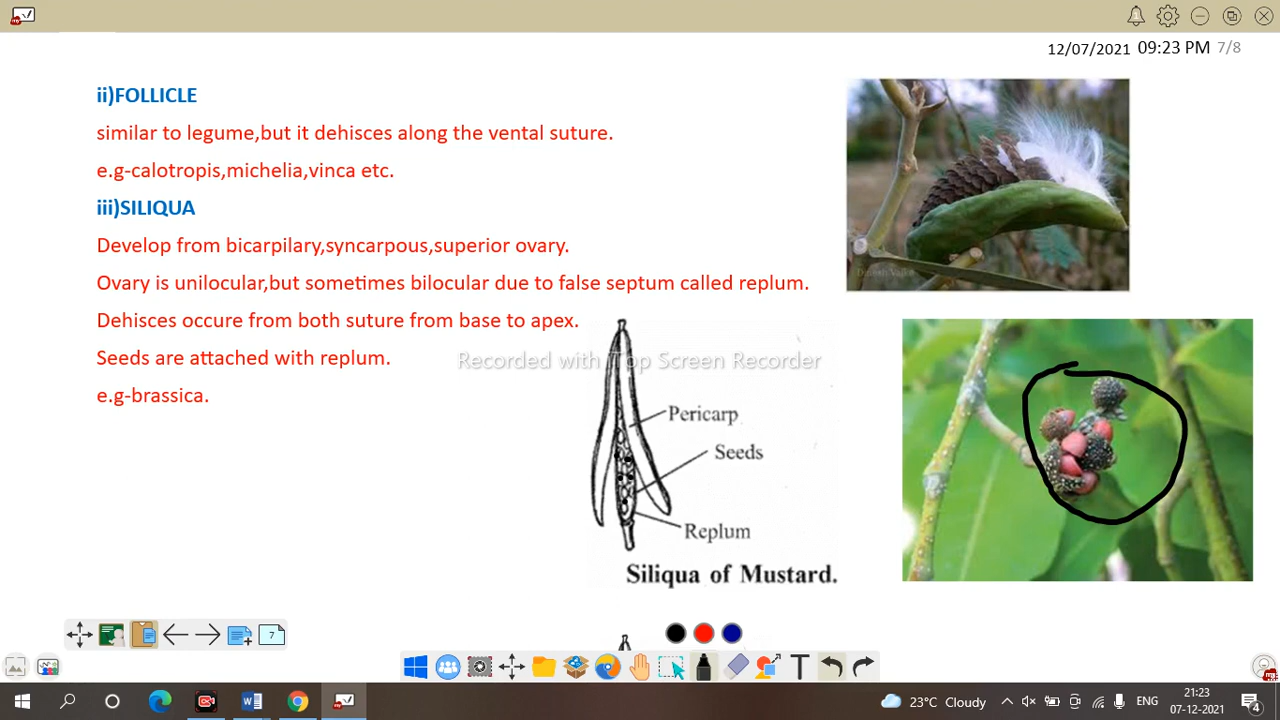 12/07/2021 09:23 PM 7/8
ii)FOLLICLE
similar to legume,but it dehisces along the vental suture.
e.g-calotropis,michelia,vinca etc.
iii)SILIQUA
Develop from bicarpilary,syncarpous,superior ovary.
Ovary is unilocular,but sometimes bilocular due to false septum called replum.
Dehisces occure from both suture from base to apex.
Seeds are attached with replum.
e.g-brassica.
Recorded with iTop Screen Recorder
Pericarp
Seeds
Replum
Siliqua of Mustard.
7
T
23°C Cloudy
ENG
21:23
07-12-2021
4